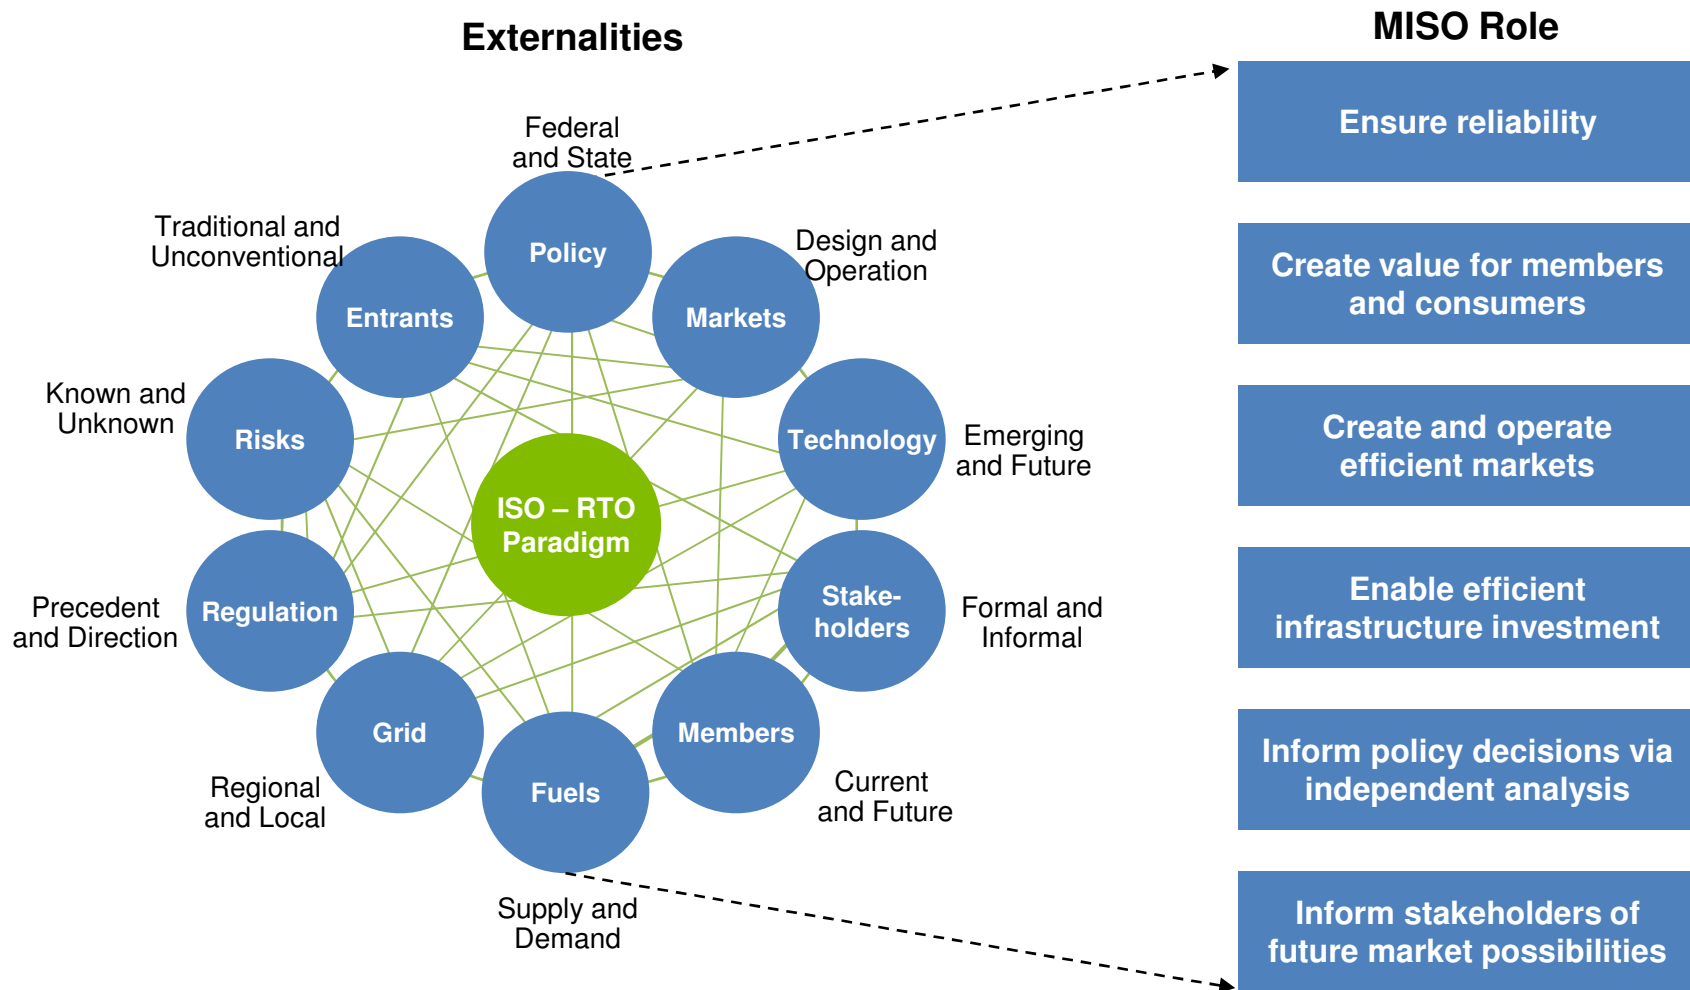 Externalities
MISO Role
Federal
and State
Policy
Traditional and
Unconventional
Entrants
Design and
Operation
Markets
Known and
Unknown
Risks
Technology
Emerging
and Future
ISO – RTO
Paradigm
Precedent
and Direction
Regulation
Stake-
holders
Formal and
Informal
Grid
Regional
and Local
Fuels
Supply and
Demand
Members
Current
and Future
Ensure reliability
Create value for members
and consumers
Create and operate
efficient markets
Enable efficient
infrastructure investment
Inform policy decisions via
independent analysis
Inform stakeholders of
future market possibilities